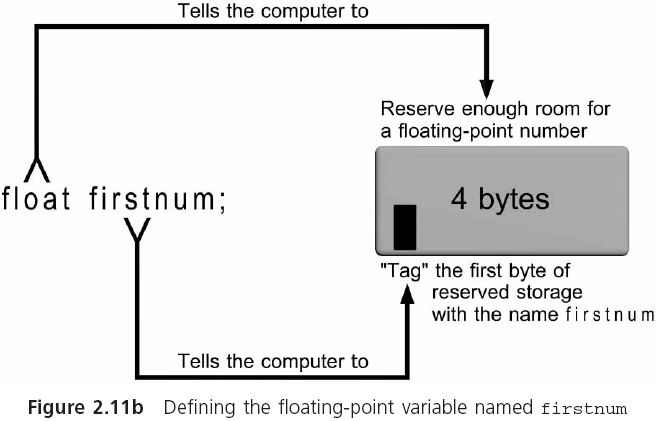 Tells the computer to
Reserve enough room for
a floating-point number
float firstnum;
4 bytes
"Tag" the first byte of
reserved storage
with the name firstnum
Tells the computer to
Figure 2.11b Defining the floating-point variable named firstnum